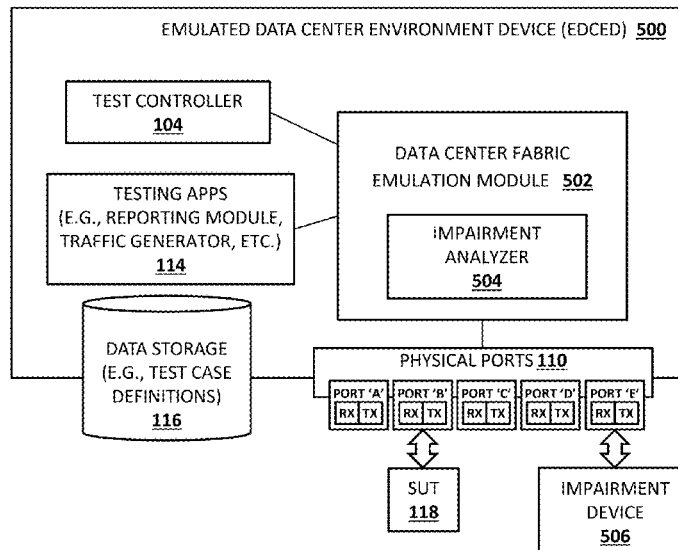 EMULATED DATA CENTER ENVIRONMENT DEVICE (EDCED) 500
TEST CONTROLLER
104
DATA CENTER FABRIC
EMULATION MODULE 502
TESTING APPS
(E.G., REPORTING MODULE,
TRAFFIC GENERATOR, ETC.)
114
IMPAIRMENT
ANALYZER
504
DATA STORAGE
(E.G., TEST CASE
DEFINITIONS)
116
PHYSICAL PORTS 110
PORT 'A' PORT 'B' PORT 'C' PORT 'D' PORT 'E'
RX TX RX TX RX TX RX TX RX TX
SUT
118
IMPAIRMENT
DEVICE
506